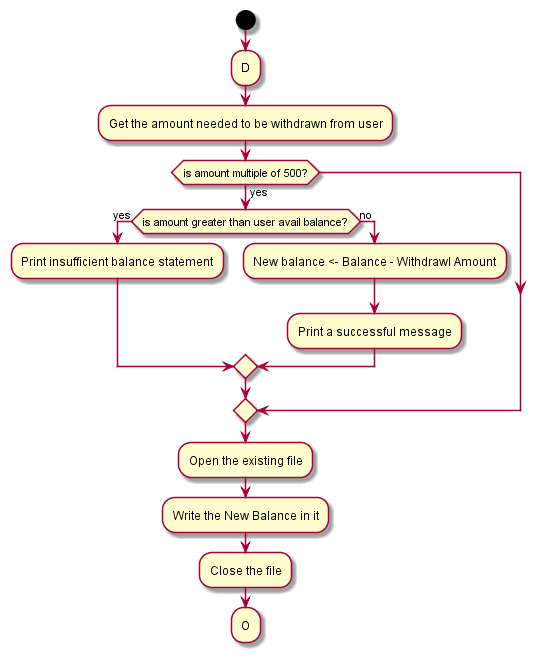 D
Get the amount needed to be withdrawn from user
is amount multiple of 500?
yes
yes
is amount greater than user avail balance?
no
Print insufficient balance statement
New balance <- Balance - Withdrawl Amount
Print a successful message
Open the existing file
Write the New Balance in it
Close the file
O